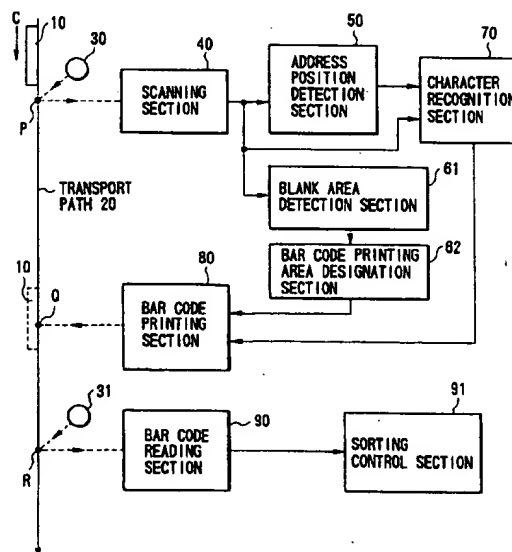 C
10
30
P
40
SCANNING
SECTION
50
ADDRESS
POSITION
DETECTION
SECTION
70
CHARACTER
RECOGNITION
SECTION
TRANSPORT
PATH 20
61
BLANK AREA
DETECTION SECTION
62
BAR CODE PRINTING
AREA DESIGNATION
SECTION
10
Q
80
BAR CODE
PRINTING
SECTION
31
R
90
BAR CODE
READING
SECTION
91
SORTING
CONTROL SECTION